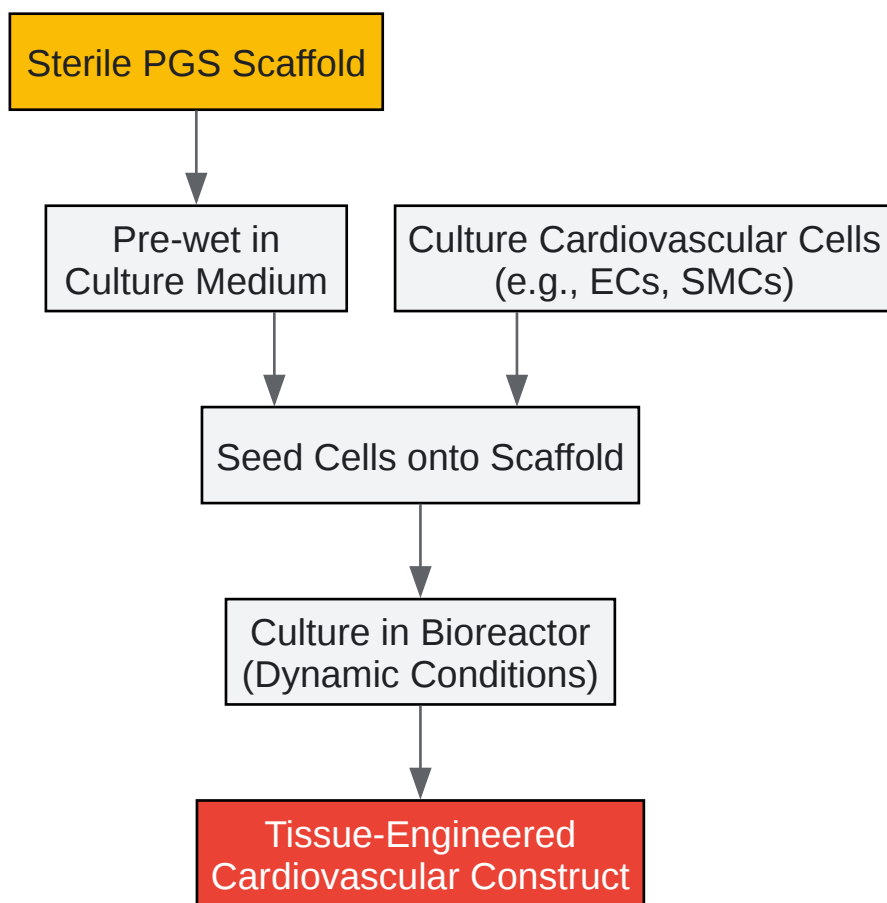 Sterile PGS Scaffold
Pre-wet in
Culture Medium
Culture Cardiovascular Cells
(e.g., ECs, SMCs)
Seed Cells onto Scaffold
Culture in Bioreactor
(Dynamic Conditions)
Tissue-Engineered
Cardiovascular Construct